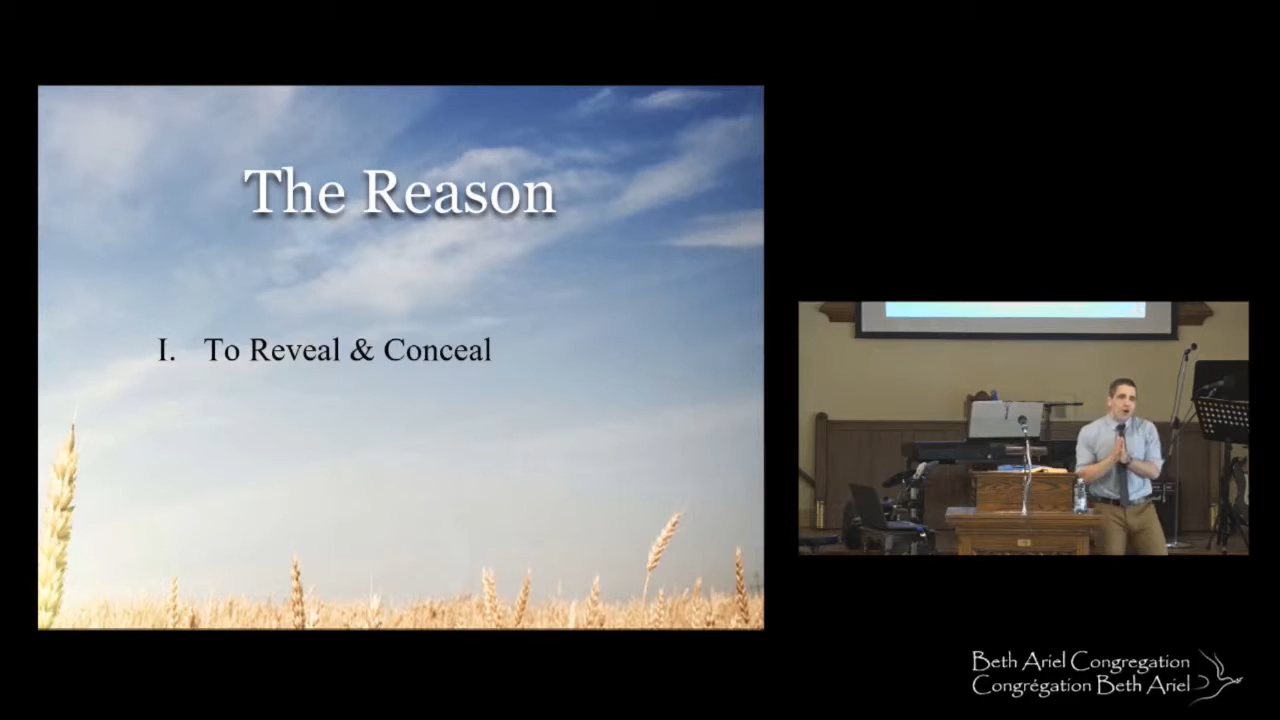 The Reason
I. To Reveal & Conceal
Beth Ariel Congregation
Congrégation Beth Ariel